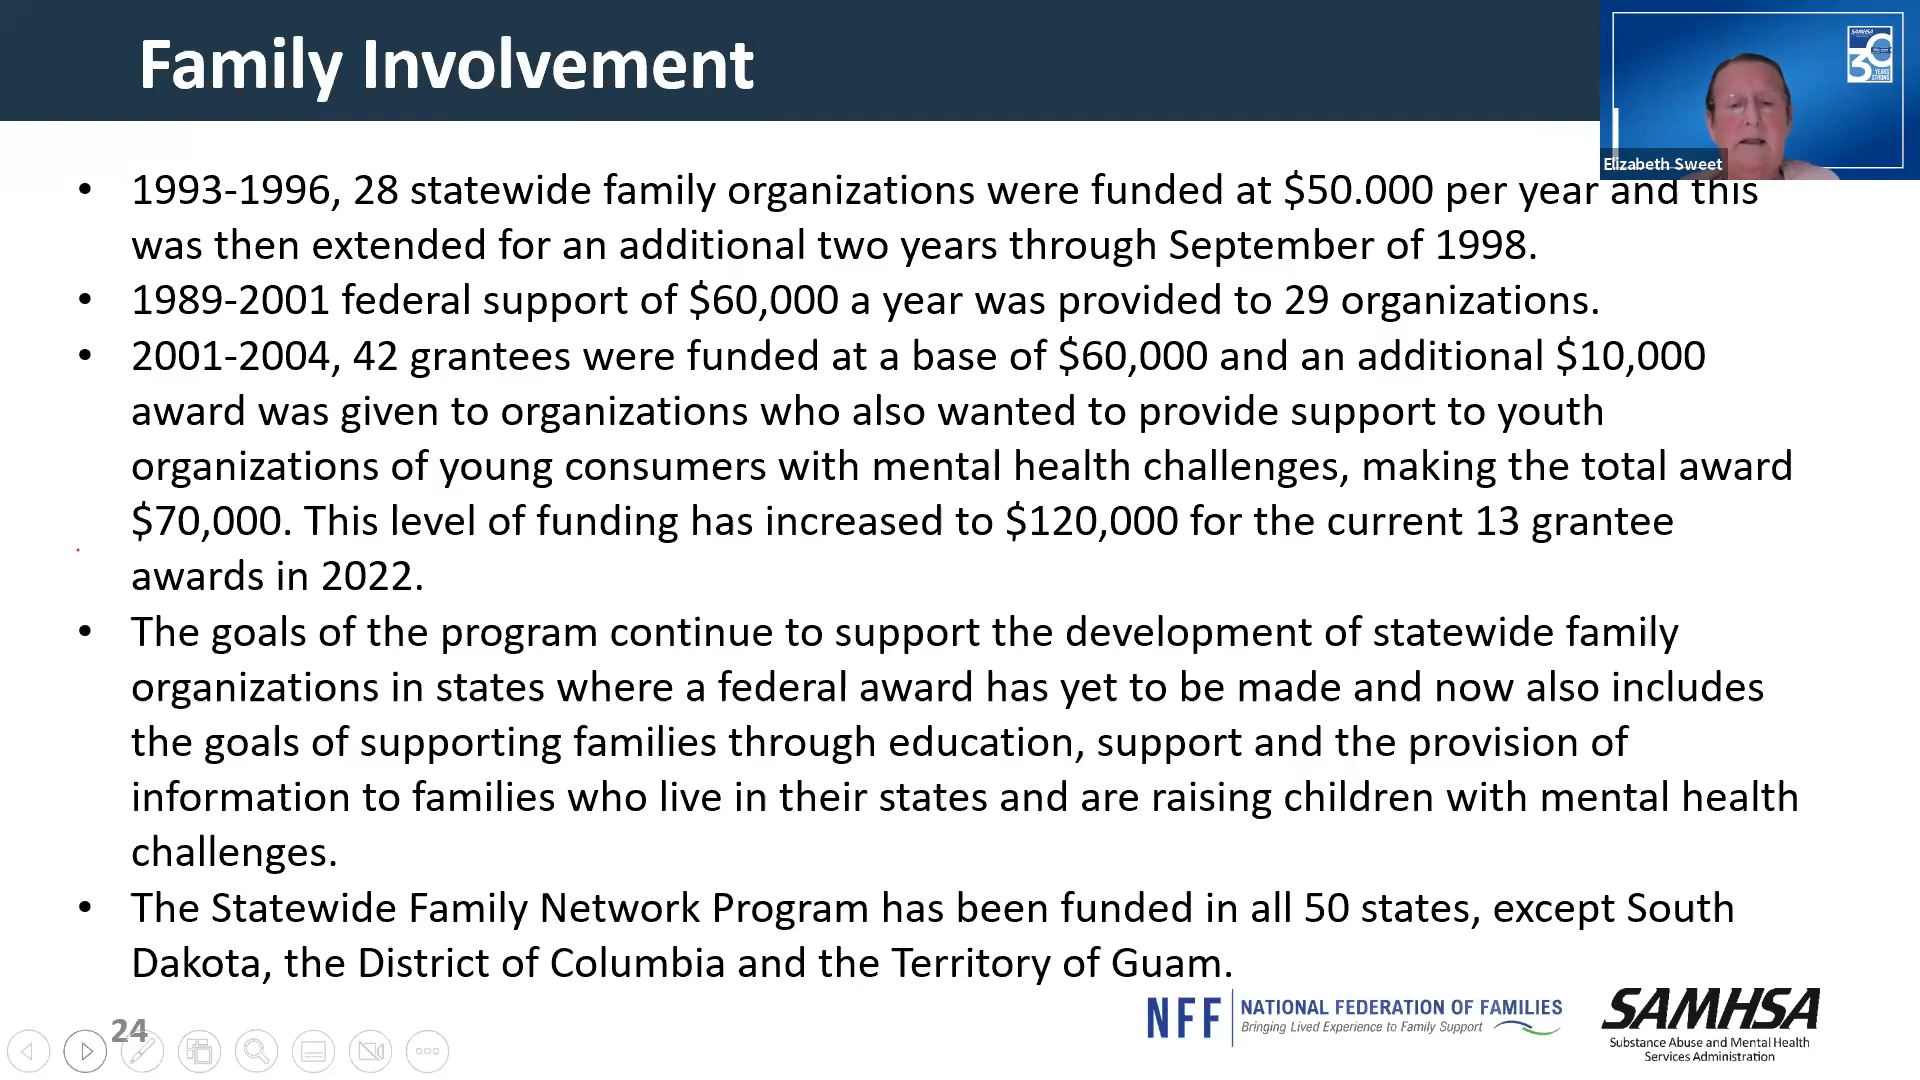 Family Involvement
SAMHSA
30
YEARS
STRONG
Elizabeth Sweet
• 1993-1996, 28 statewide family organizations were funded at $50.000 per year and this
was then extended for an additional two years through September of 1998.
• 1989-2001 federal support of $60,000 a year was provided to 29 organizations.
• 2001-2004, 42 grantees were funded at a base of $60,000 and an additional $10,000
award was given to organizations who also wanted to provide support to youth
organizations of young consumers with mental health challenges, making the total award
$70,000. This level of funding has increased to $120,000 for the current 13 grantee
awards in 2022.
• The goals of the program continue to support the development of statewide family
organizations in states where a federal award has yet to be made and now also includes
the goals of supporting families through education, support and the provision of
information to families who live in their states and are raising children with mental health
challenges.
• The Statewide Family Network Program has been funded in all 50 states, except South
Dakota, the District of Columbia and the Territory of Guam.
24
NFF
NATIONAL FEDERATION OF FAMILIES
Bringing Lived Experience to Family Support
SAMHSA
Substance Abuse and Mental Health
Services Administration